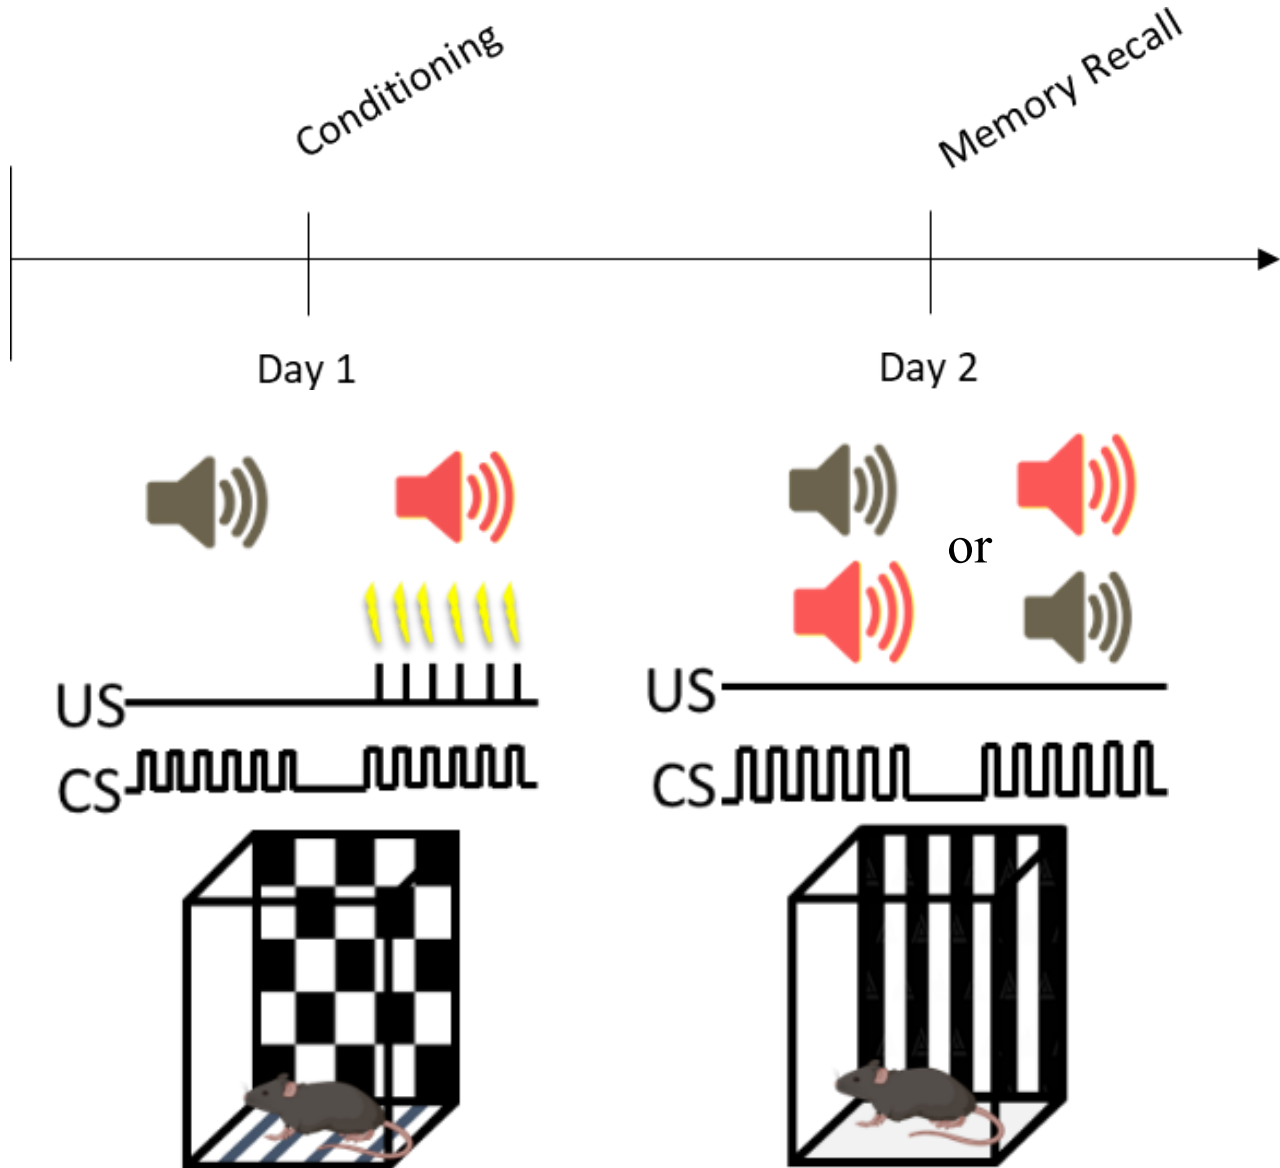 Conditioning
Memory Recall
Day 1
Day 2
or
US
US
CS
CS